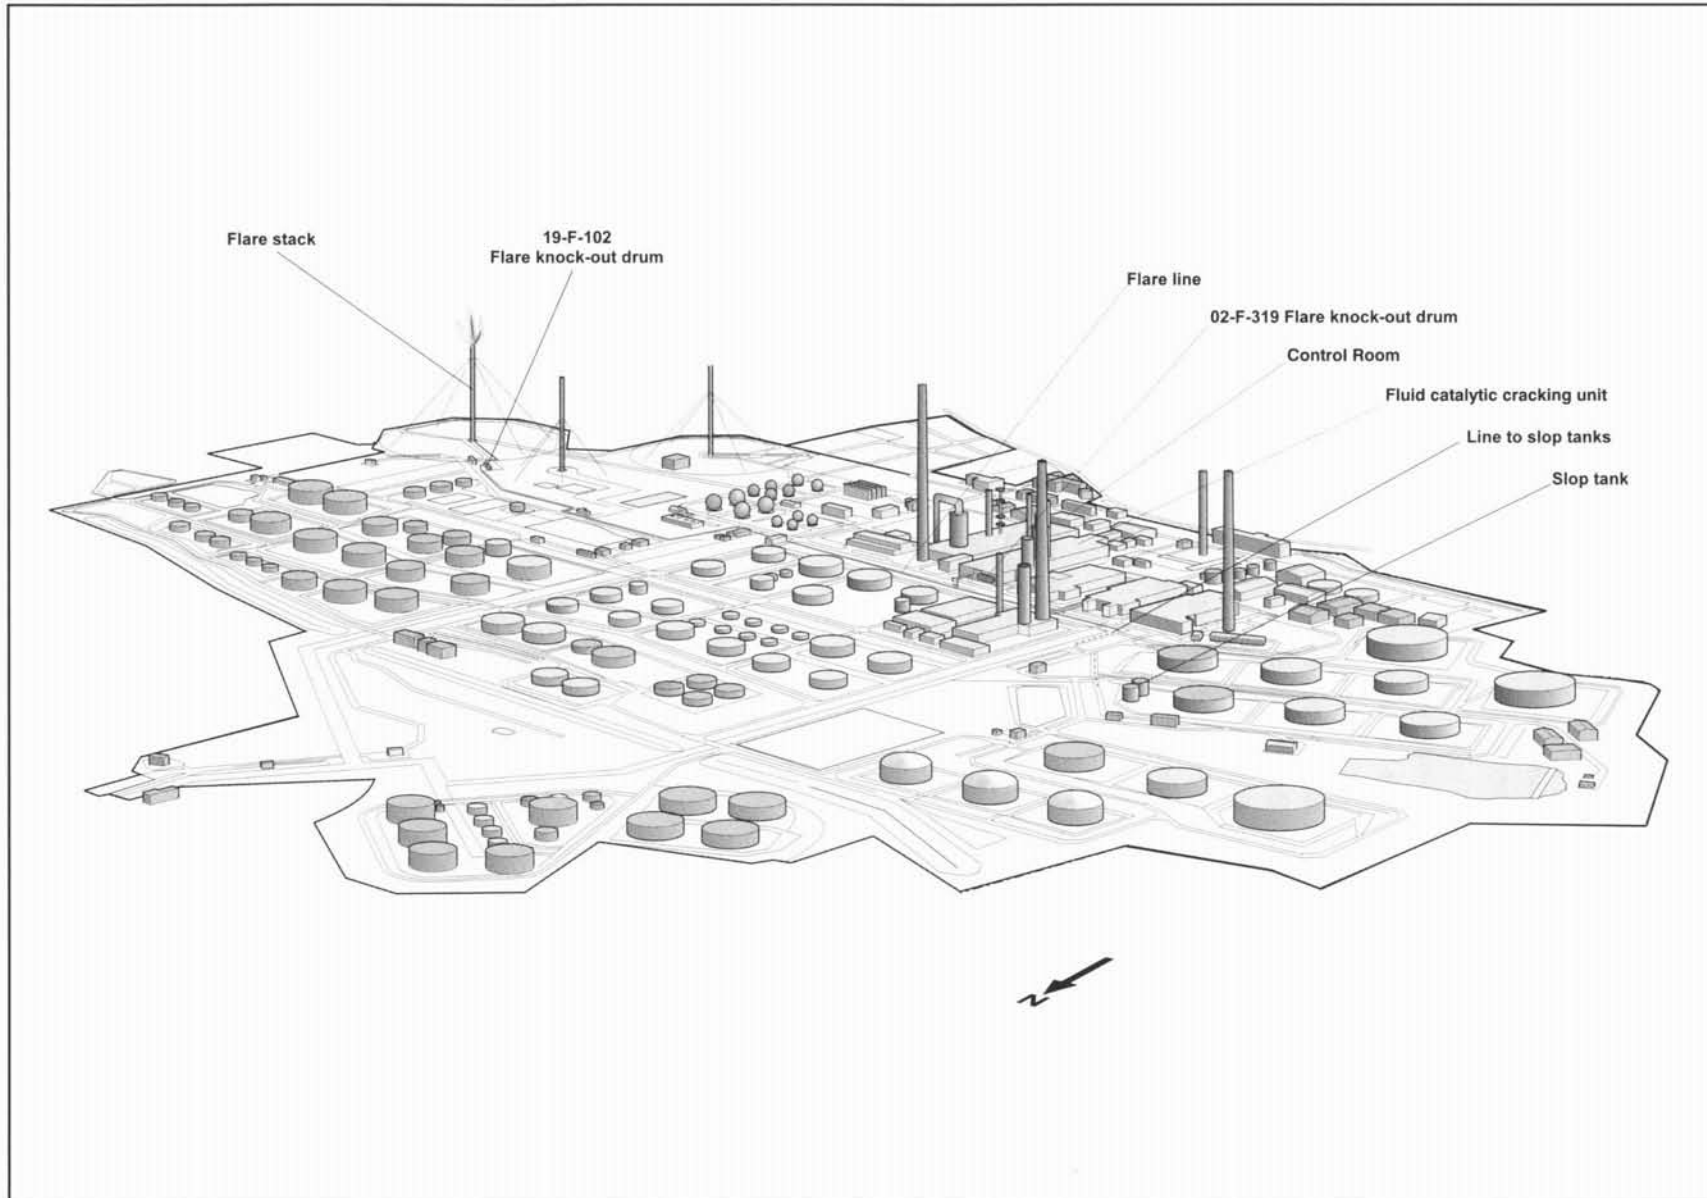 Flare stack
19-F-102
Flare knock-out drum
Flare line
02-F-319 Flare knock-out drum
Control Room
Fluid catalytic cracking unit
Line to slop tanks
Slop tank
N